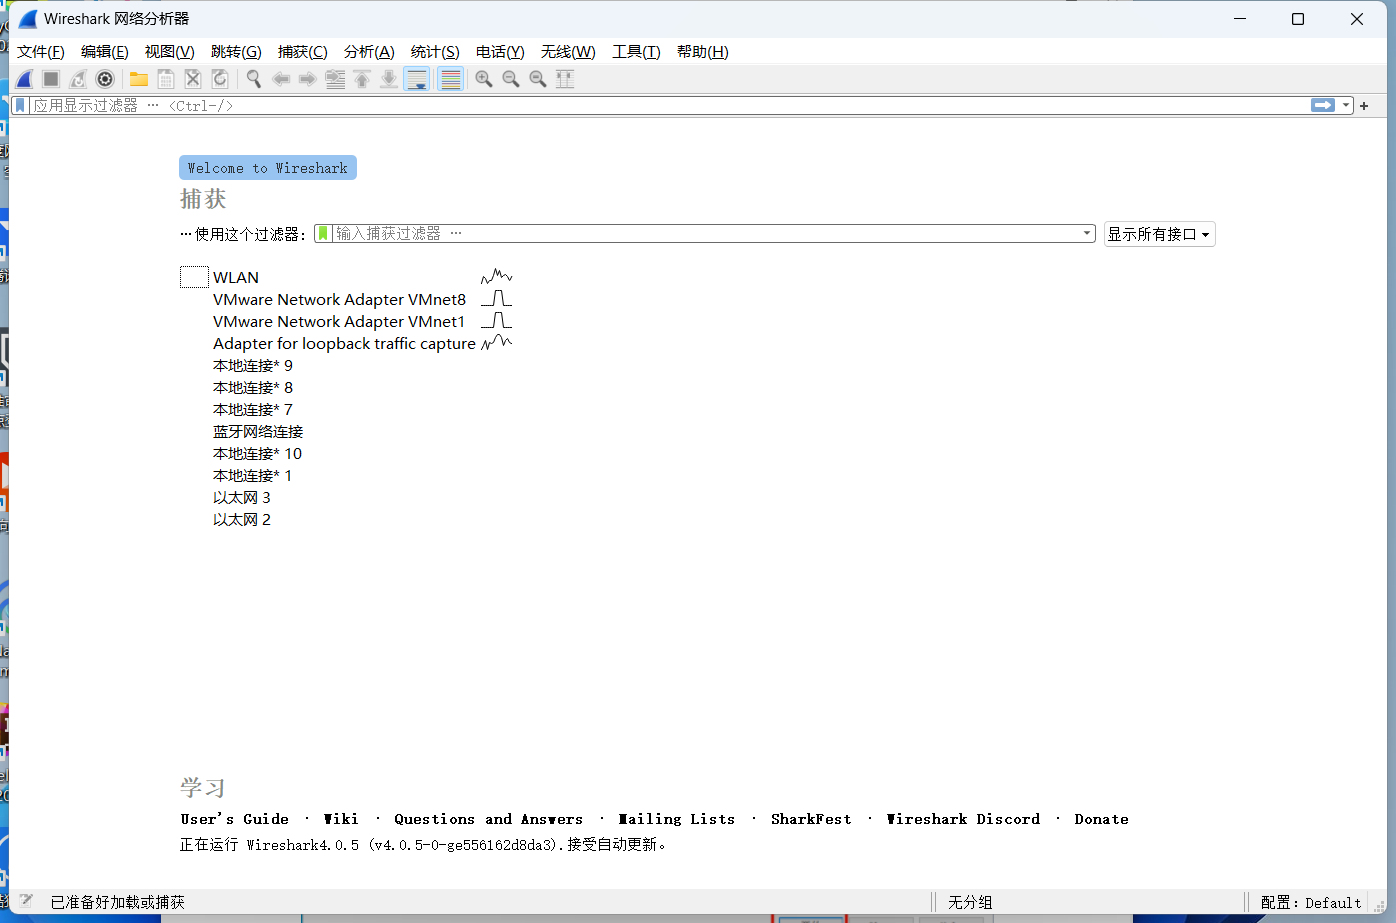 Wireshark 网络分析器
文件(F) 编辑(E) 视图(V) 跳转(G) 捕获(C) 分析(A) 统计(S) 电话(Y) 无线(W) 工具(T) 帮助(H)
应用显示过滤器 … <Ctrl-/>
Welcome to Wireshark
捕获
…使用这个过滤器： 输入捕获过滤器 … 显示所有接口
WLAN
VMware Network Adapter VMnet8
VMware Network Adapter VMnet1
Adapter for loopback traffic capture
本地连接* 9
本地连接* 8
本地连接* 7
蓝牙网络连接
本地连接* 10
本地连接* 1
以太网 3
以太网 2
学习
User's Guide · Wiki · Questions and Answers · Mailing Lists · SharkFest · Wireshark Discord · Donate
正在运行 Wireshark4.0.5 (v4.0.5-0-ge556162d8da3).接受自动更新。
已准备好加载或捕获 无分组 配置：Default